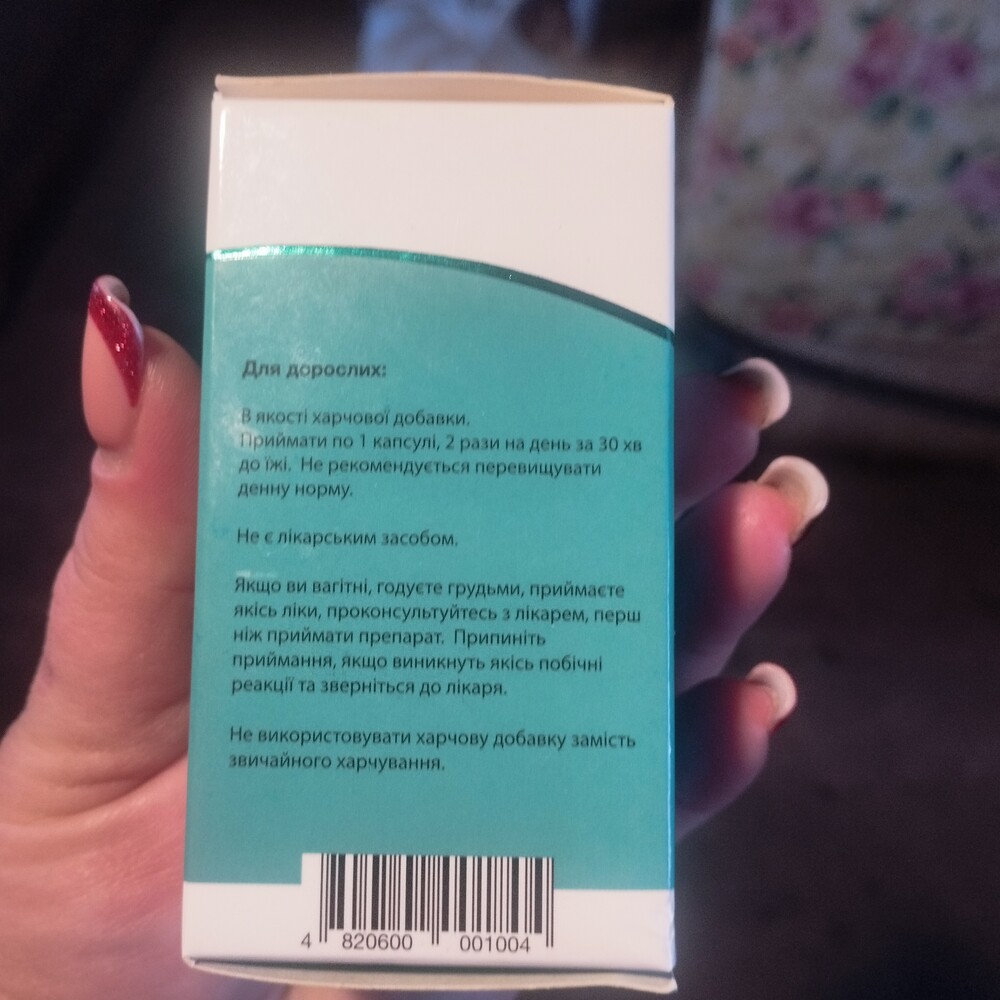 Для дорослих:
В якості харчової добавки.
Приймати по 1 капсулі, 2 рази на день за 30 хв
до їжі. Не рекомендується перевищувати
денну норму.
Не є лікарським засобом.
Якщо ви вагітні, годуєте грудьми, приймаєте
якісь ліки, проконсультуйтесь з лікарем, перш
ніж приймати препарат. Припиніть
приймання, якщо виникнуть якісь побічні
реакції та зверніться до лікаря.
Не використовувати харчову добавку замість
звичайного харчування.
4 820600 001004